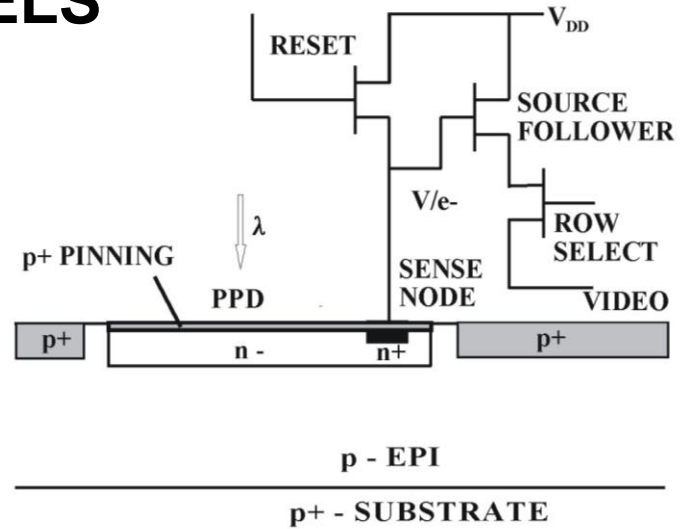 ELS
V_DD
RESET
SOURCE
FOLLOWER
V/e-
λ
ROW
SELECT
p+ PINNING
SENSE
NODE
PPD
VIDEO
p+
n -
n+
p+
p - EPI
p+ - SUBSTRATE